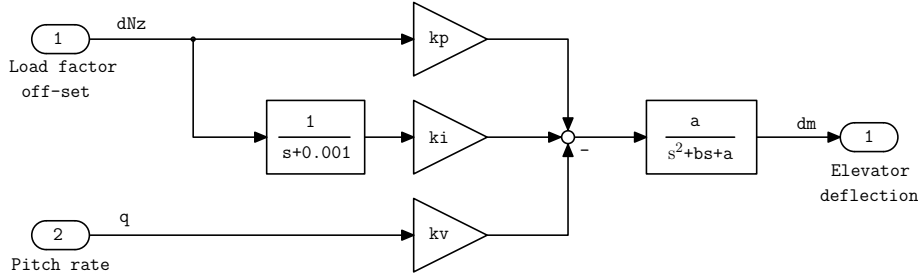 dNz
1
kp
Load factor
off-set
1
s+0.001
ki
-
a
s²+bs+a
dm
1
Elevator
deflection
q
2
kv
Pitch rate